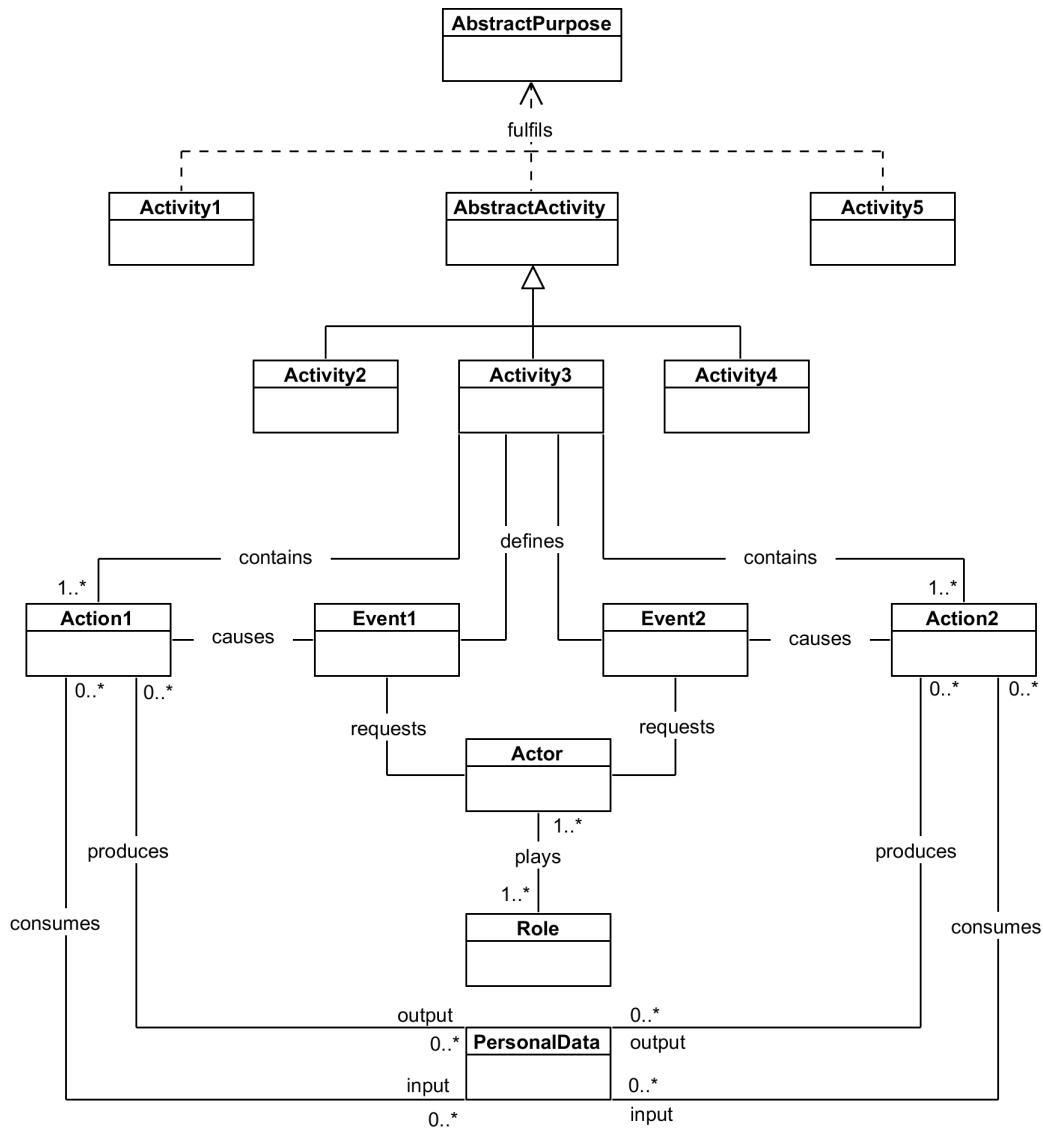 AbstractPurpose
fulfils
Activity1
AbstractActivity
Activity5
Activity2
Activity3
Activity4
defines
contains
contains
1..*
1..*
Action1
causes
Event1
Event2
causes
Action2
0..*
0..*
0..*
0..*
requests
requests
Actor
1..*
produces
plays
produces
1..*
consumes
Role
consumes
output
0..*
0..*
PersonalData
output
input
0..*
0..*
input